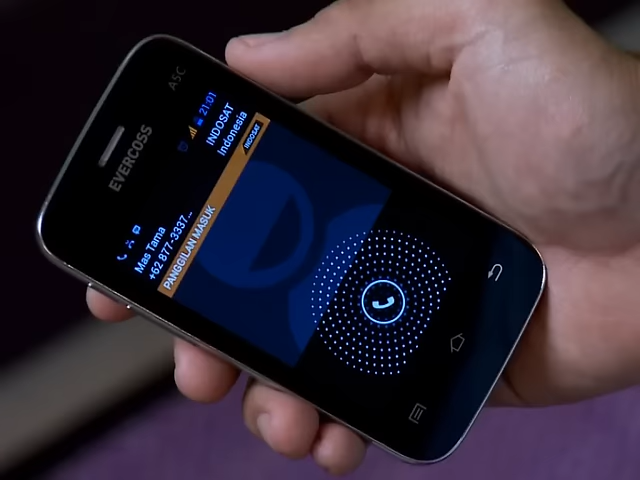 A5C
EVERCOSS
21:01
INDOSAT
Indonesia
Mas Tama
+62 877-3337...
PANGGILAN MASUK
INDOSAT